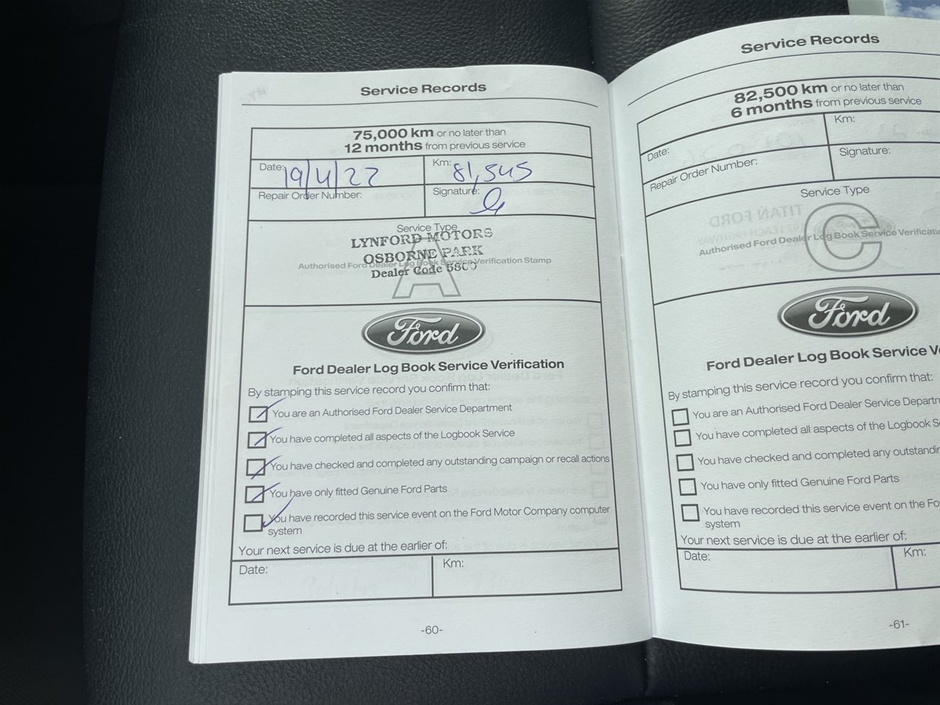 Service Records
75,000 km or no later than
12 months from previous service
Date: 19/4/22
Km: 81,545
Repair Order Number:
Signature:
Service Type
LYNFORD MOTORS
OSBORNE PARK
Authorised Ford Dealer Log Book Service Verification Stamp
Dealer Code
A
Ford
Ford Dealer Log Book Service Verification
By stamping this service record you confirm that:
You are an Authorised Ford Dealer Service Department
You have completed all aspects of the Logbook Service
You have checked and completed any outstanding campaign or recall actions
You have only fitted Genuine Ford Parts
You have recorded this service event on the Ford Motor Company computer
system
Your next service is due at the earlier of:
Date:
Km:
-60-
Service Records
82,500 km or no later than
6 months from previous service
Date:
Km:
Repair Order Number:
Signature:
Service Type
C
Authorised Ford Dealer Log Book Service
Ford
Ford Dealer Log Book Service
By stamping this service record you confirm that:
You are an Authorised Ford Dealer Service
You have completed all aspects of the Logbook
You have checked and completed any
You have only fitted Genuine Ford Parts
You have recorded this service event on the
system
Your next service is due at the earlier of:
Date:
Km:
-61-